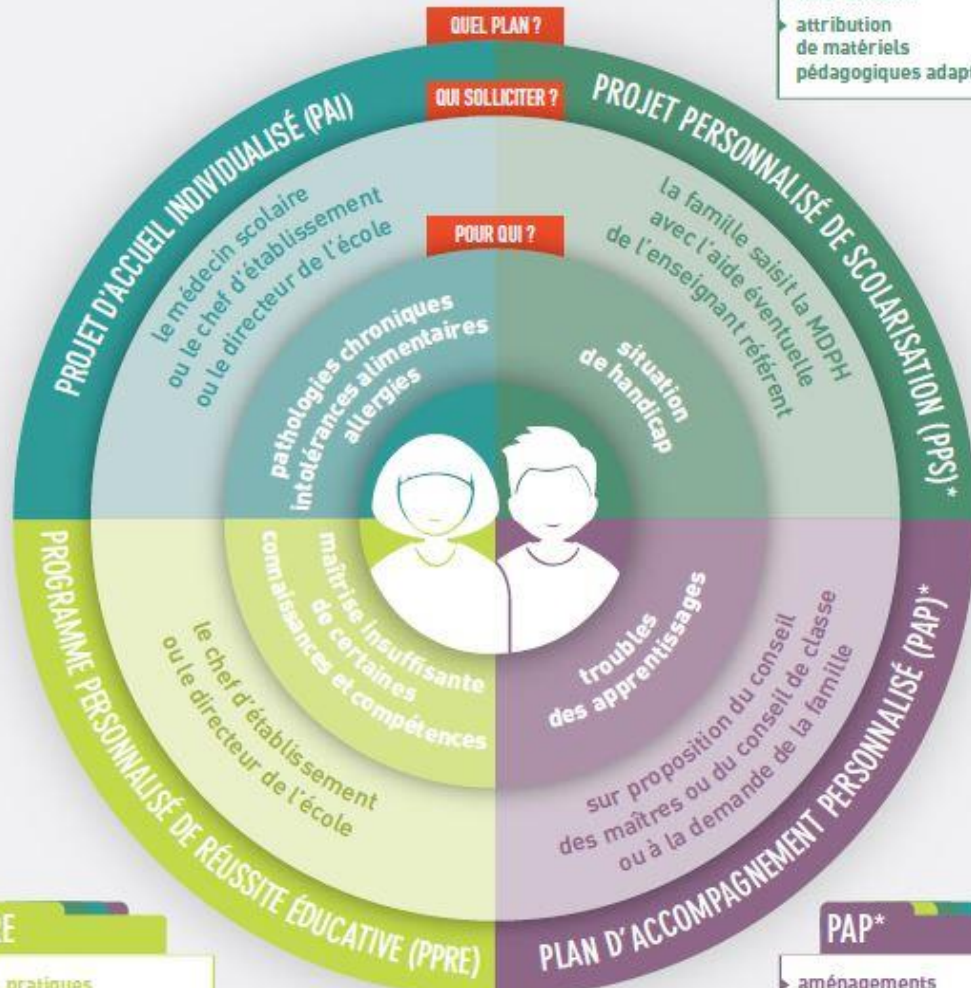 QUEL PLAN ?
attribution
de matériels
pédagogiques
QUI SOLLICITER ?
PROJET D'ACCUEIL INDIVIDUALISÉ (PAI)
le médecin scolaire
ou le chef d'établissement
ou le directeur de l'école
PROJET PERSONNALISÉ DE SCOLARISATION (PPS)*
la famille saisit la MDPH
avec l'aide éventuelle
de l'enseignant référent
POUR QUI ?
pathologies chroniques
intolérances alimentaires
allergies
situation
de handicap
maîtrise insuffisante
de certaines
connaissances et compétences
troubles
des apprentissages
PROGRAMME PERSONNALISÉ DE RÉUSSITE ÉDUCATIVE (PPRE)
le chef d'établissement
ou le directeur de l'école
sur proposition du conseil
des maîtres ou du conseil de classe
ou à la demande de la famille
PLAN D'ACCOMPAGNEMENT PERSONNALISÉ (PAP)*
pratiques
PAP*
aménagements